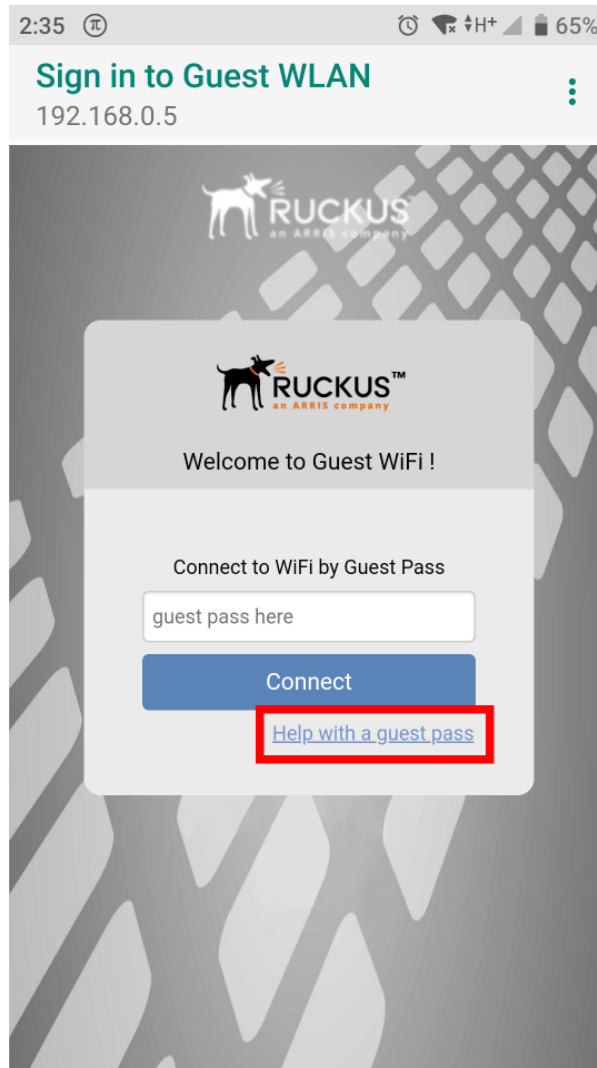 2:35 π H+ 65%
Sign in to Guest WLAN
192.168.0.5
RUCKUS
an ARRIS company
RUCKUS™
an ARRIS company
Welcome to Guest WiFi !
Connect to WiFi by Guest Pass
guest pass here
Connect
Help with a guest pass